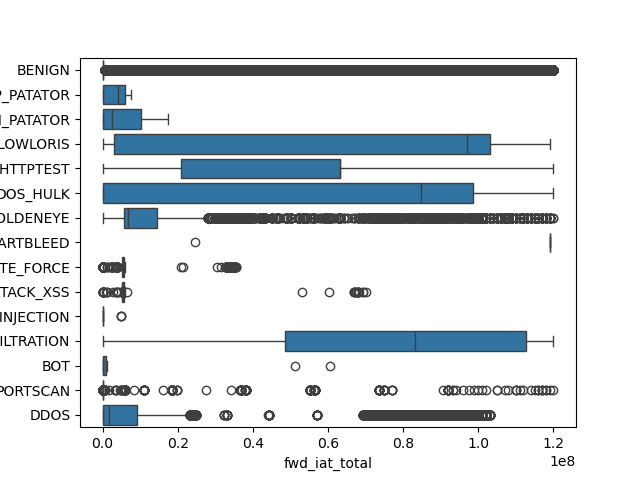 BENIGN
P_PATATOR
I_PATATOR
LOWLORIS
HTTPTEST
DOS_HULK
OLDENEYE
ARTBLEED
TE_FORCE
TACK_XSS
INJECTION
ILTRATION
BOT
PORTSCAN
DDOS
0.0 0.2 0.4 0.6 0.8 1.0 1.2
1e8
fwd_iat_total